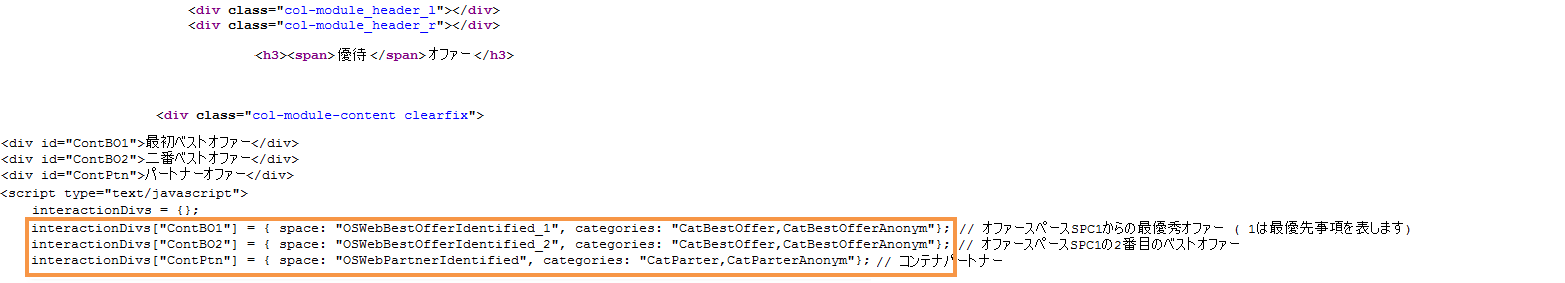 <div class="col-module_header_l"></div>
<div class="col-module_header_r"></div>
<h3><span>優待</span>オファー</h3>
<div class="col-module-content clearfix">
<div id="ContBO1">最初ベストオファー</div>
<div id="ContBO2">二番ベストオファー</div>
<div id="ContPtn">パートナーオファー</div>
<script type="text/javascript">
interactionDivs = {};
interactionDivs["ContBO1"] = { space: "OSWebBestOfferIdentified_1", categories: "CatBestOffer,CatBestOfferAnonym"}; // オファースペースSPC1からの最優秀オファー ( 1は最優先事項を表します)
interactionDivs["ContBO2"] = { space: "OSWebBestOfferIdentified_2", categories: "CatBestOffer,CatBestOfferAnonym"}; // オファースペースSPC1の2番目のベストオファー
interactionDivs["ContPtn"] = { space: "OSWebPartnerIdentified", categories: "CatParter,CatParterAnonym"}; // コンテナパートナー